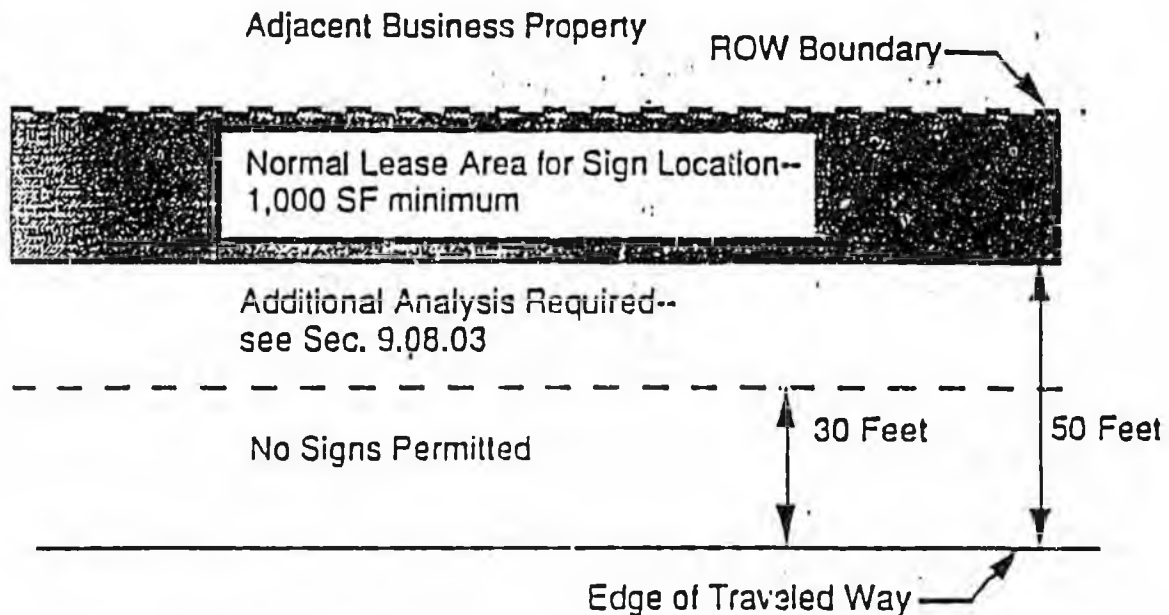 Adjacent Business Property
ROW Boundary
Normal Lease Area for Sign Location--
1,000 SF minimum
Additional Analysis Required--
see Sec. 9.08.03
30 Feet
50 Feet
No Signs Permitted
Edge of Traveled Way